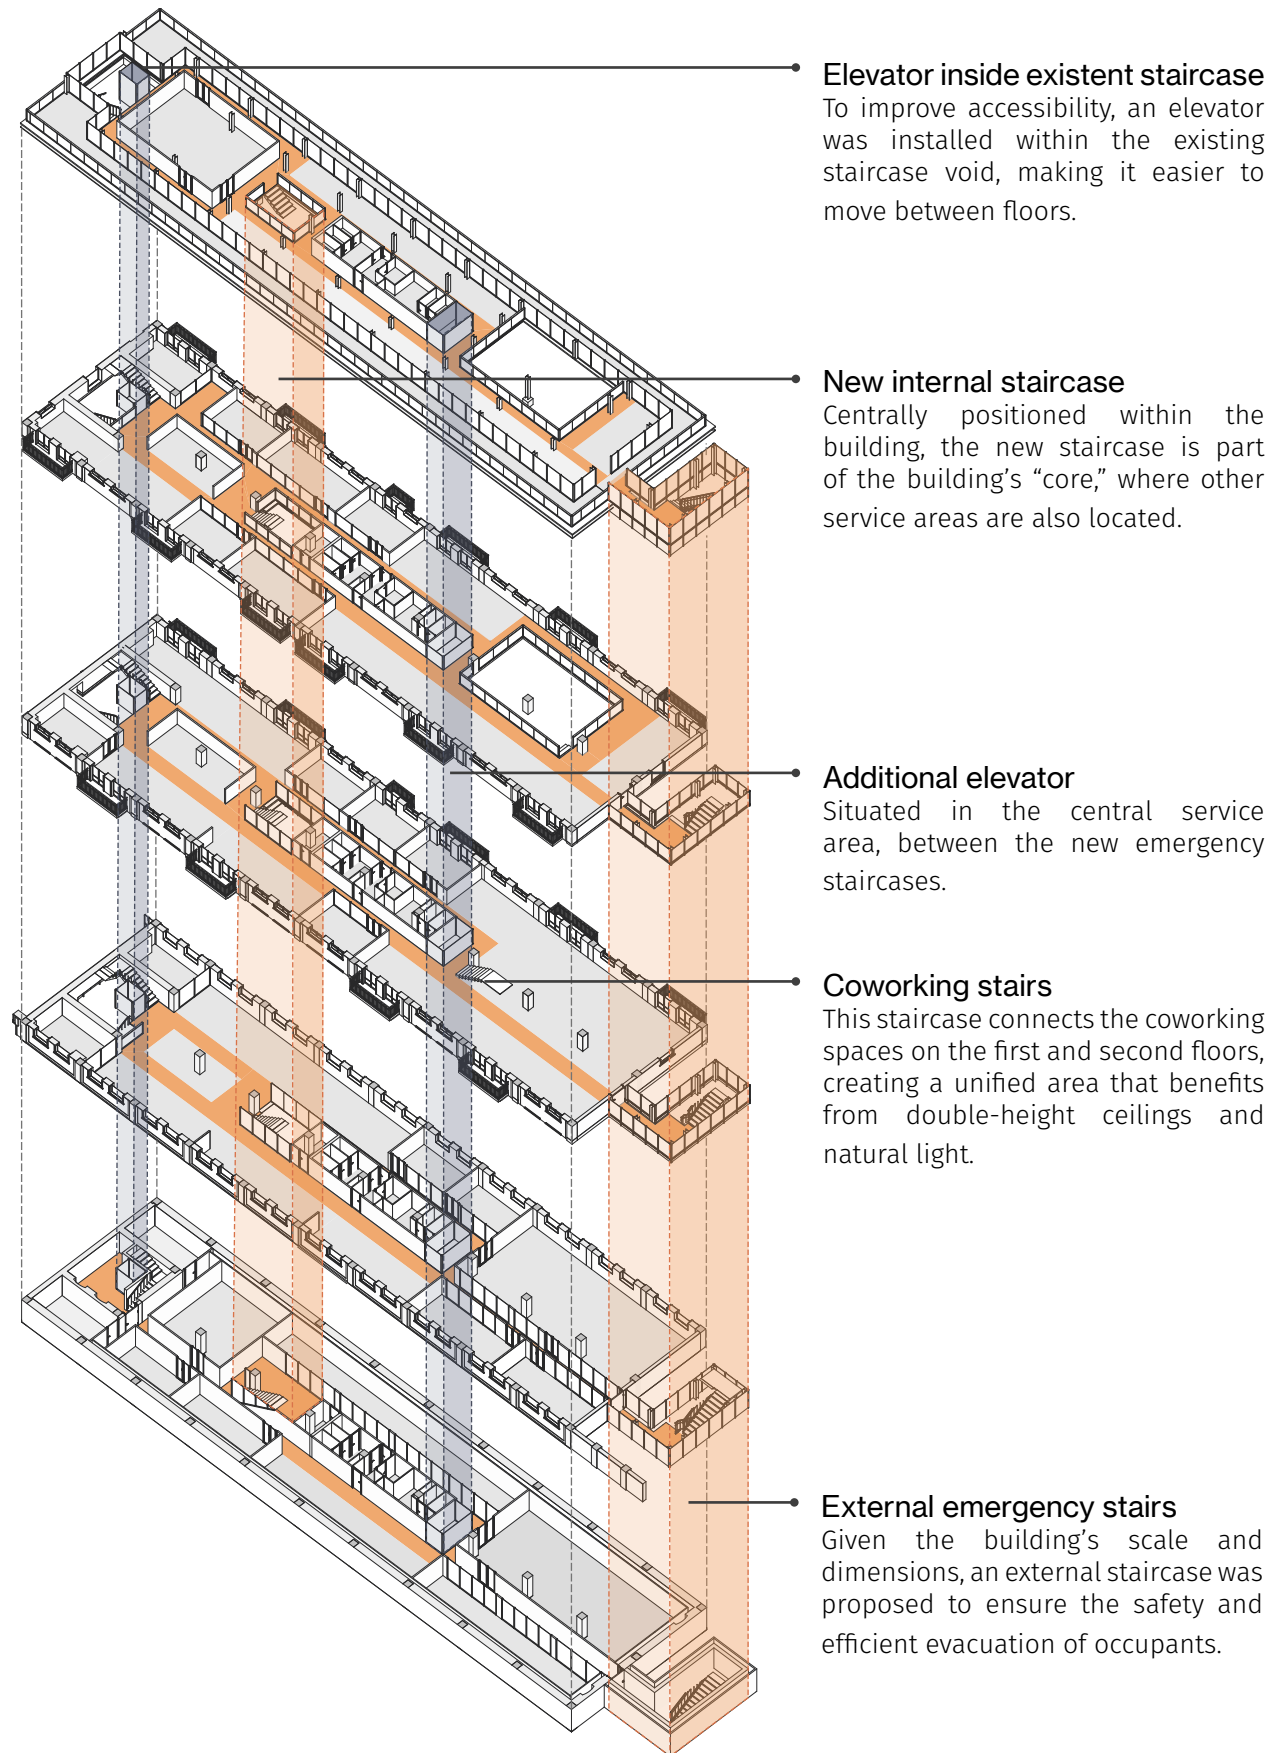 Elevator inside existent staircase
To improve accessibility, an elevator
was installed within the existing
staircase void, making it easier to
move between floors.
New internal staircase
Centrally positioned within the
building, the new staircase is part
of the building’s “core,” where other
service areas are also located.
Additional elevator
Situated in the central service
area, between the new emergency
staircases.
Coworking stairs
This staircase connects the coworking
spaces on the first and second floors,
creating a unified area that benefits
from double-height ceilings and
natural light.
External emergency stairs
Given the building’s scale and
dimensions, an external staircase was
proposed to ensure the safety and
efficient evacuation of occupants.